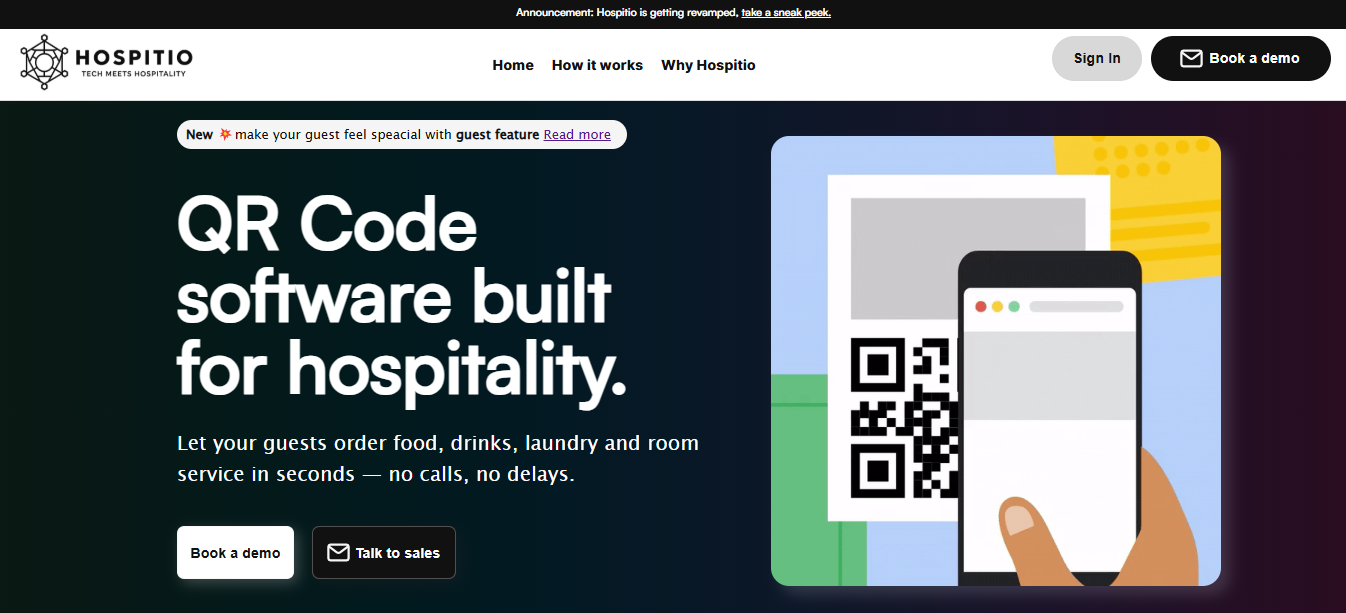 Announcement: Hospitio is getting revamped, take a sneak peek.
HOSPITIO
TECH MEETS HOSPITALITY
Home
How it works
Why Hospitio
Sign In
Book a demo
New 💥 make your guest feel speacial with guest feature Read more
QR Code
software built
for hospitality.
Let your guests order food, drinks, laundry and room
service in seconds — no calls, no delays.
Book a demo
Talk to sales